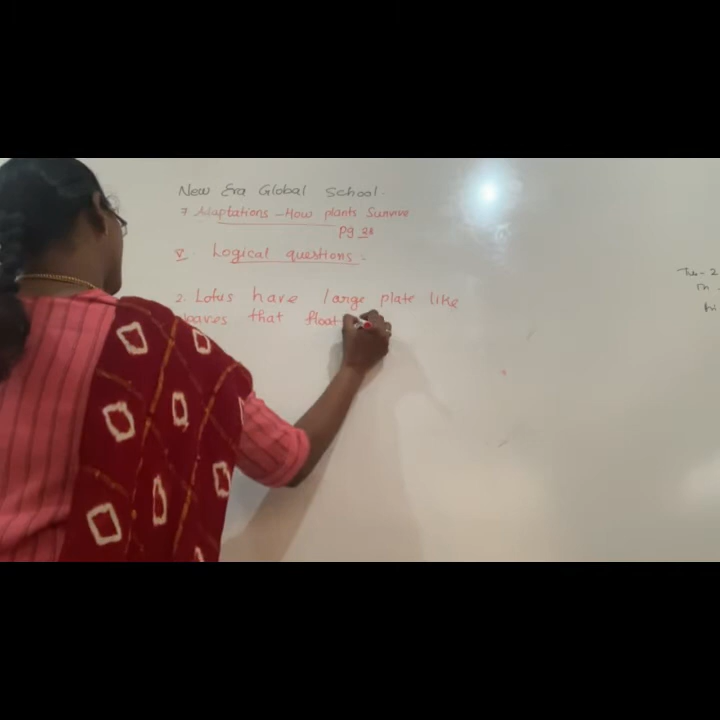 New Era Global School.
7 Adaptations - How plants Survive
pg 28
V. Logical questions.
2. Lotus have large plate like
leaves that float